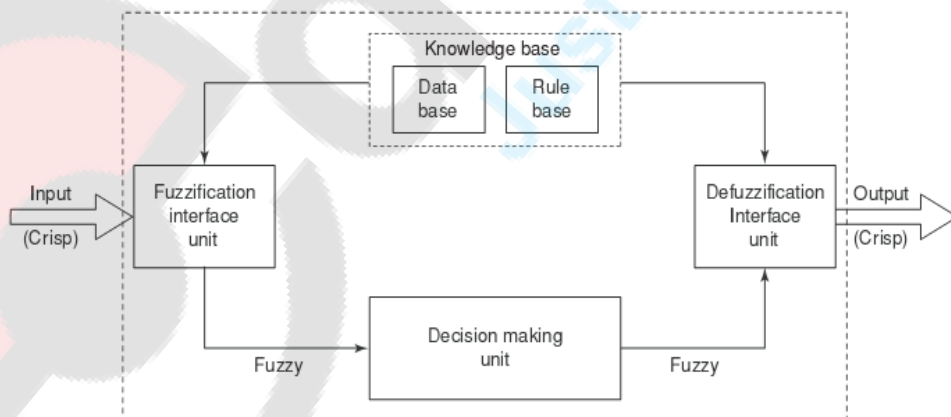 Knowledge base
Data
base
Rule
base
Input
(Crisp)
Fuzzification
interface
unit
Defuzzification
Interface
unit
Output
(Crisp)
Decision making
unit
Fuzzy
Fuzzy